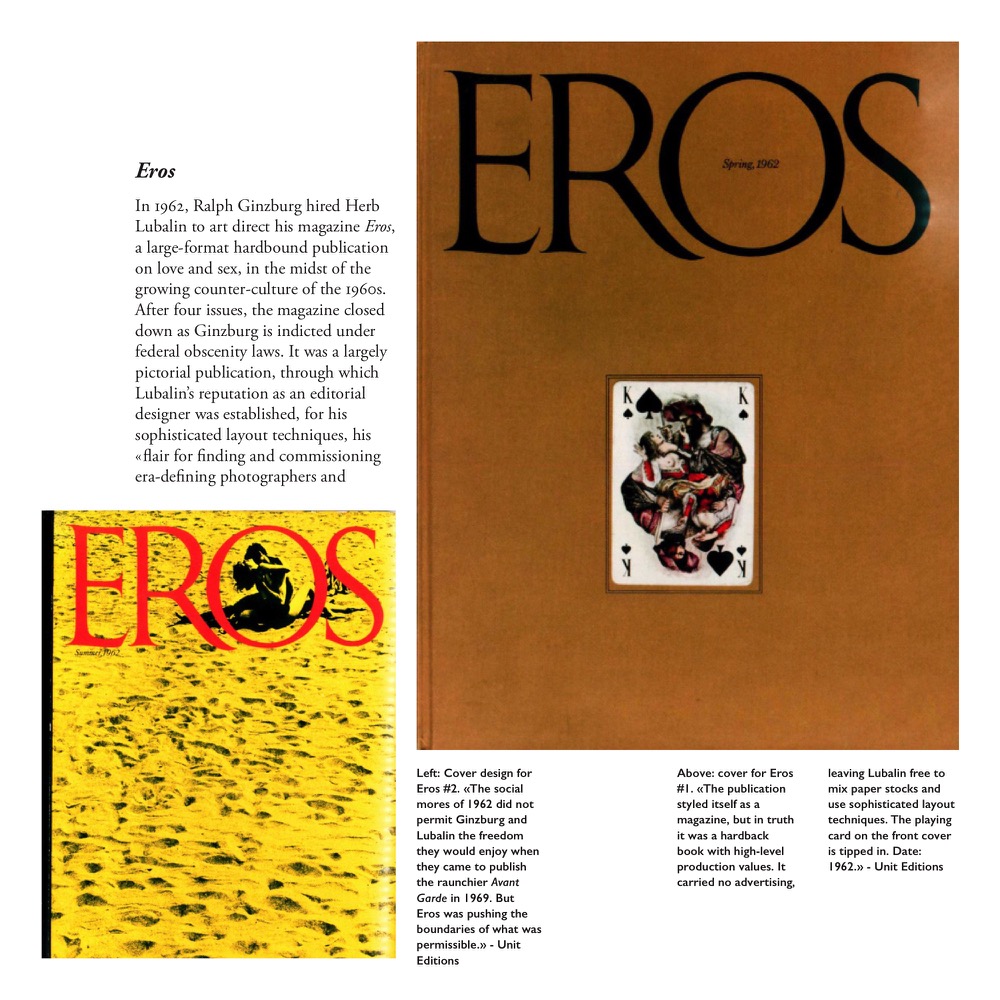 Eros
In 1962, Ralph Ginzburg hired Herb
Lubalin to art direct his magazine Eros,
a large-format hardbound publication
on love and sex, in the midst of the
growing counter-culture of the 1960s.
After four issues, the magazine closed
down as Ginzburg is indicted under
federal obscenity laws. It was a largely
pictorial publication, through which
Lubalin's reputation as an editorial
designer was established, for his
sophisticated layout techniques, his
«flair for finding and commissioning
era-defining photographers and
EROS
Spring, 1962
K K
K K
EROS
Summer, 1962
Left: Cover design for
Eros #2. «The social
mores of 1962 did not
permit Ginzburg and
Lubalin the freedom
they would enjoy when
they came to publish
the raunchier Avant
Garde in 1969. But
Eros was pushing the
boundaries of what was
permissible.» - Unit
Editions
Above: cover for Eros
#1. «The publication
styled itself as a
magazine, but in truth
it was a hardback
book with high-level
production values. It
carried no advertising,
leaving Lubalin free to
mix paper stocks and
use sophisticated layout
techniques. The playing
card on the front cover
is tipped in. Date:
1962.» - Unit Editions